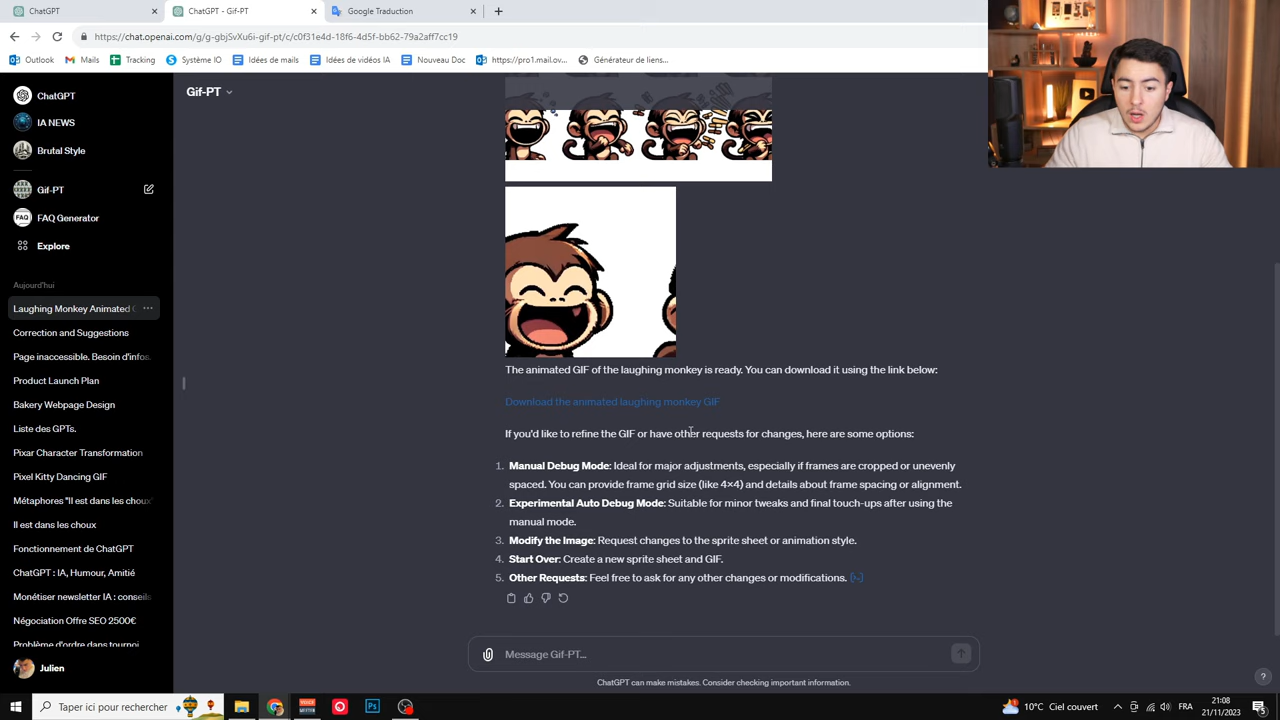 ChatGPT
ChatGPT - Gif-PT
Google Traduction
https://chat.openai.com/g/g-gbjSvXu6i-gif-pt/c/c0f31e4d-18f6-4d5f-bb62-79a2aff7cc19
Outlook
Mails
Tracking
Système IO
Idées de mails
Idées de vidéos IA
Nouveau Doc
https://pro1.mail.ov...
Générateur de liens...
ChatGPT
IA NEWS
Brutal Style
Gif-PT
FAQ
FAQ
Explore
Aujourd'hui
Laughing Monkey Animated G
Correction and Suggestions
Page inaccessible. Besoin d'infos.
Product Launch Plan
Bakery Webpage Design
Listes des GPTs.
Pixel Art Generator
Métaphores "Il est dans les choux"
Il est dans les choux
Fonctionnement de ChatGPT
ChatGPT : IA, Humour, Amitié
Monétiser newsletter IA : conseils
Négociation Offre SEO 2500€
Problème d'ordre dans tournoi
Julien
Gif-PT
The animated GIF of the laughing monkey is ready. You can download it using the link below:
Download the animated laughing monkey GIF
If you'd like to refine the GIF or have other requests for changes, here are some options:
1. Manual Debug Mode: Ideal for major adjustments, especially if frames are cropped or unevenly
spaced. You can provide frame grid size (like 4×4) and details about frame spacing or alignment.
2. Experimental Auto Debug Mode: Suitable for minor tweaks and final touch-ups after using the
manual mode.
3. Modify the Image: Request changes to the sprite sheet or animation style.
4. Start Over: Create a new sprite sheet and GIF.
5. Other Requests: Feel free to ask for any other changes or modifications. [>-]
Message Gif-PT...
ChatGPT can make mistakes. Consider checking important information.
?
Taper ici pour rechercher
10°C Ciel couvert
FRA
21:08
21/11/2023